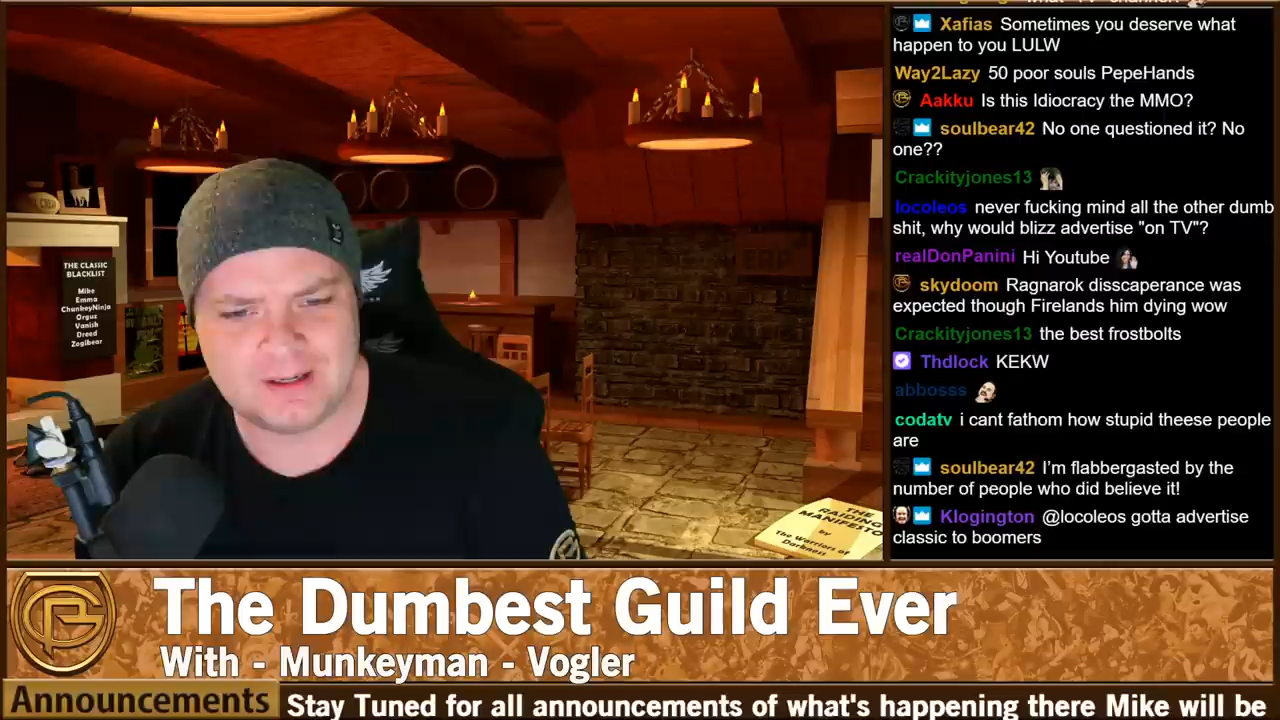 Xafias Sometimes you deserve what
happen to you LULW
Way2Lazy 50 poor souls PepeHands
Aakku Is this Idiocracy the MMO?
soulbear42 No one questioned it? No
one??
Crackityjones13
locoleos never fucking mind all the other dumb
shit, why would blizz advertise "on TV"?
realDonPanini Hi Youtube
skydoom Ragnarok disscaperance was
expected though Firelands him dying wow
Crackityjones13 the best frostbolts
Thdlock KEKW
abbosss
codatv i cant fathom how stupid theese people
are
soulbear42 I'm flabbergasted by the
number of people who did believe it!
Klogington @locoleos gotta advertise
classic to boomers
THE CLASSIC
BLACKLIST
Mike
Emma
ChunkeyNinja
Orguz
Vanish
Dreed
Zogibear
THE
RAIDING
MANIFESTO
by
The Warriors of
Darkness
The Dumbest Guild Ever
With - Munkeyman - Vogler
Announcements Stay Tuned for all announcements of what's happening there Mike will be